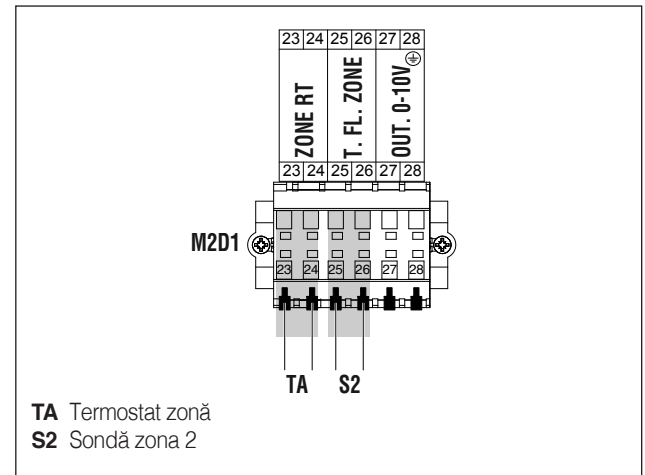 23 24 25 26 27 28
ZONE RT
T. FL. ZONE
OUT. 0-10V
23 24 25 26 27 28
M2D1
23 24 25 26 27 28
TA S2
TA Termostat zonă
S2 Sondă zona 2